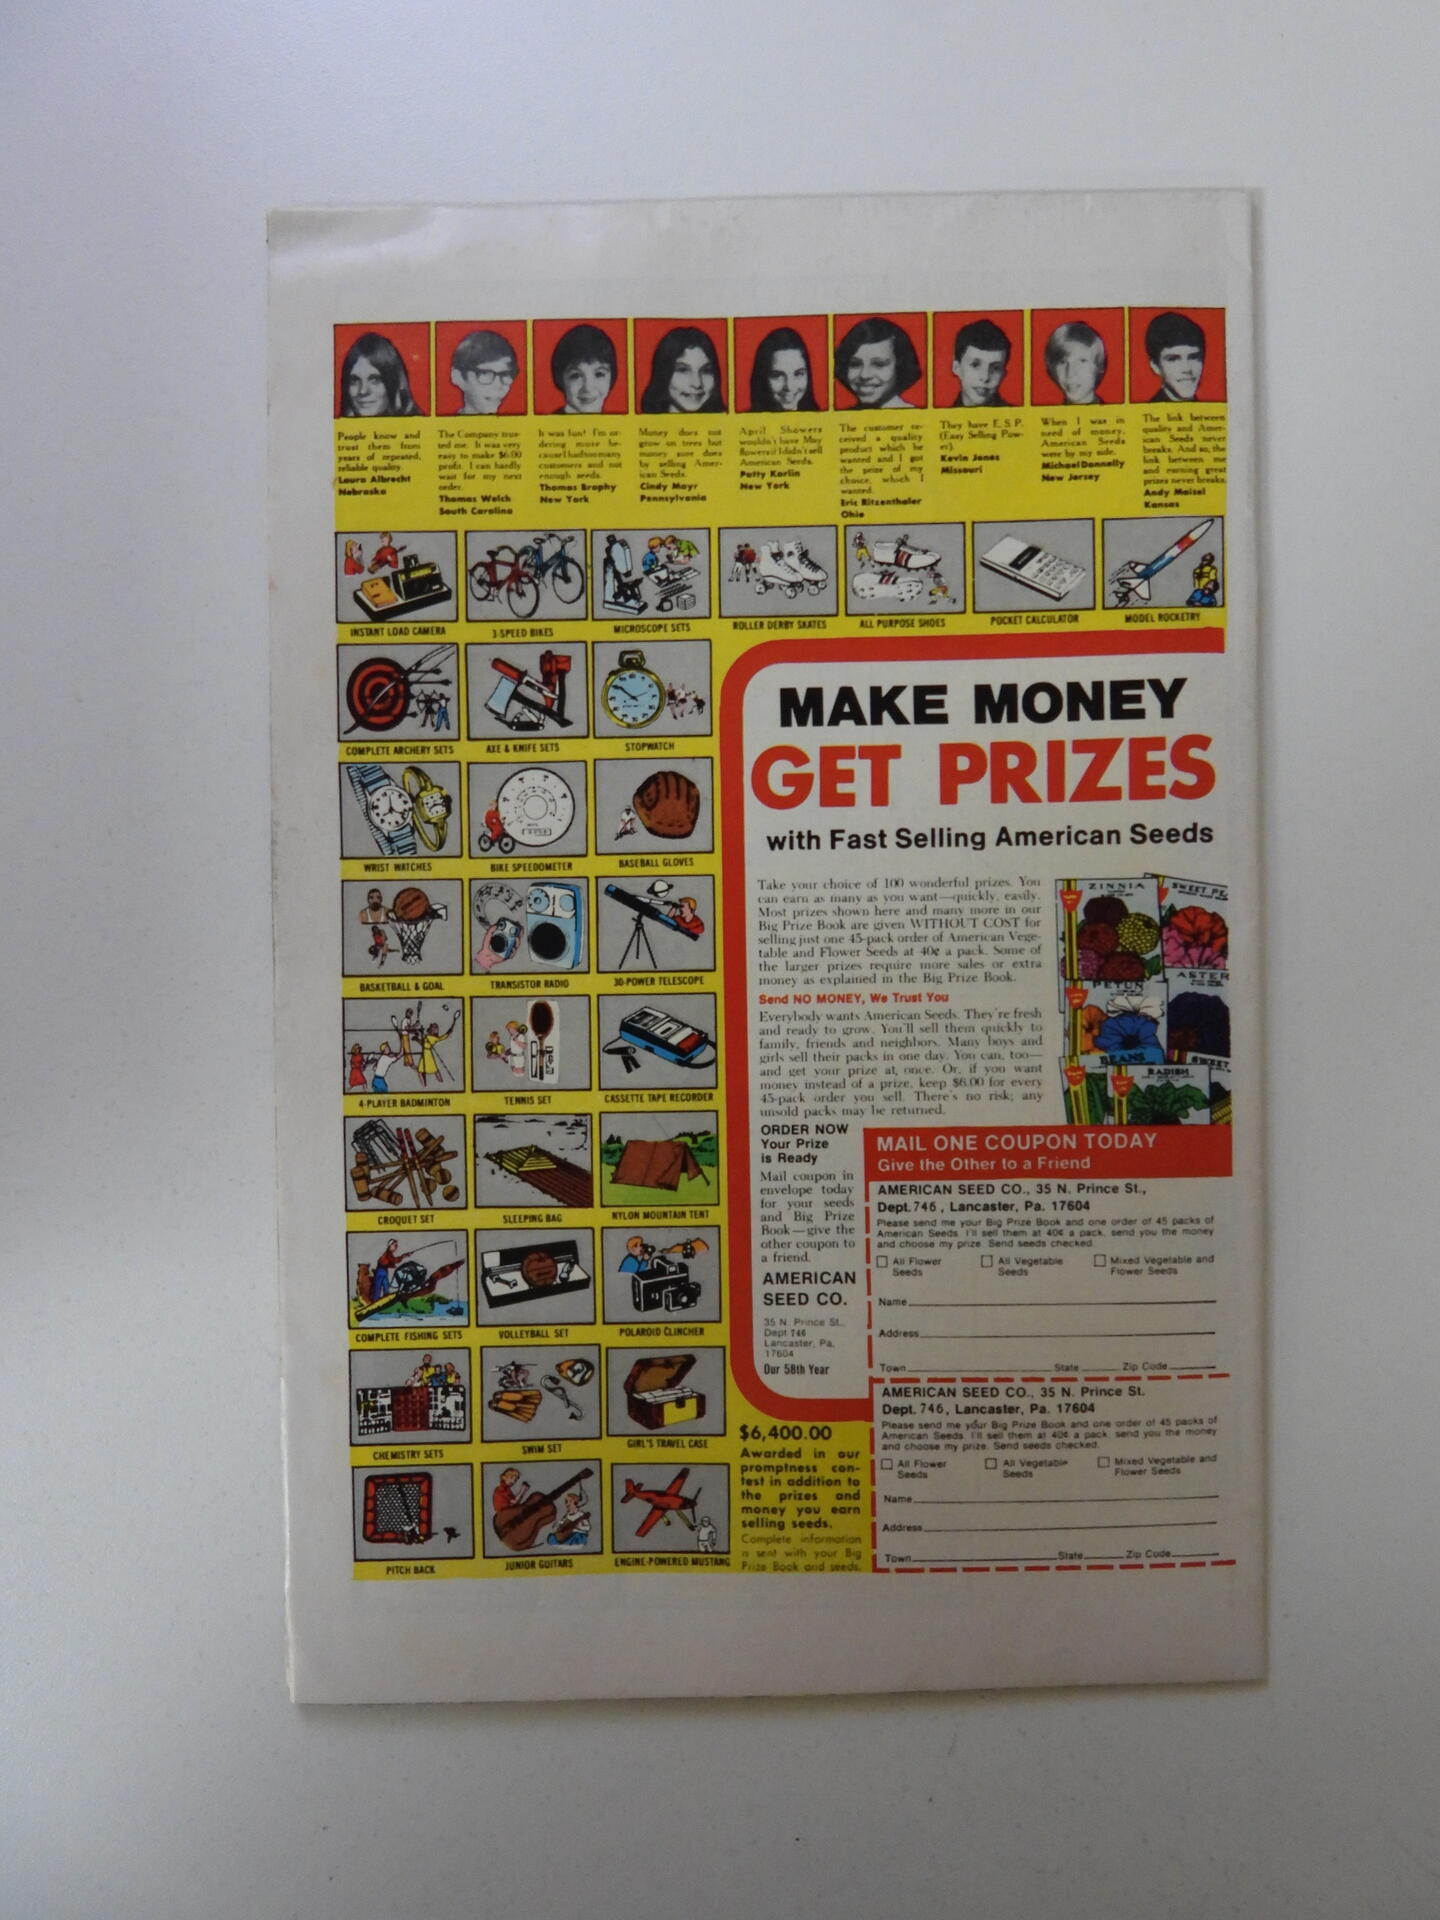 People know and
trust them from
years of repeated,
reliable quality.
Laura Albrecht
Nebraska
The Company trus-
ted me. It was very
easy to make $6.00
profit. I can hardly
wait for my next
order.
Thomas Welch
South Carolina
It was fun! I'm or-
dering more be-
cause I had too many
customers and not
enough seeds.
Thomas Brophy
New York
Money does not
grow on trees but
money sure does
by selling Amer-
ican Seeds.
Cindy Mayr
Pennsylvania
April Showers
wouldn't have May
flowers if I didn't sell
American Seeds.
Patty Karlin
New York
The customer re-
ceived a quality
product which he
wanted and I got
the prize of my
choice, which I
wanted.
Eric Ritzenthaler
Ohio
They have E. S. P.
(Easy Selling Pow-
er).
Kevin Jones
Missouri
When I was in
need of money,
American Seeds
were by my side.
Michael Donnelly
New Jersey
The link between
quality and Amer-
ican Seeds never
breaks. And so, the
link between me
and earning great
prizes never breaks.
Andy Maisel
Kansas
INSTANT LOAD CAMERA
3-SPEED BIKES
MICROSCOPE SETS
ROLLER DERBY SKATES
ALL PURPOSE SHOES
POCKET CALCULATOR
MODEL ROCKETRY
COMPLETE ARCHERY SETS
AXE & KNIFE SETS
STOPWATCH
WRIST WATCHES
BIKE SPEEDOMETER
BASEBALL GLOVES
BASKETBALL & GOAL
TRANSISTOR RADIO
30-POWER TELESCOPE
4-PLAYER BADMINTON
TENNIS SET
CASSETTE TAPE RECORDER
CROQUET SET
SLEEPING BAG
NYLON MOUNTAIN TENT
COMPLETE FISHING SETS
VOLLEYBALL SET
POLAROID CLINCHER
CHEMISTRY SETS
SWIM SET
GIRL'S TRAVEL CASE
PITCH BACK
JUNIOR GUITARS
ENGINE-POWERED MUSTANG
MAKE MONEY
GET PRIZES
with Fast Selling American Seeds
Take your choice of 100 wonderful prizes. You
can earn as many as you want—quickly, easily.
Most prizes shown here and many more in our
Big Prize Book are given WITHOUT COST for
selling just one 45-pack order of American Vege-
table and Flower Seeds at 40¢ a pack. Some of
the larger prizes require more sales or extra
money as explained in the Big Prize Book.
Send NO MONEY, We Trust You
Everybody wants American Seeds. They're fresh
and ready to grow. You'll sell them quickly to
family, friends and neighbors. Many boys and
girls sell their packs in one day. You can, too—
and get your prize at once. Or, if you want
money instead of a prize, keep $6.00 for every
45-pack order you sell. There's no risk; any
unsold packs may be returned.
ZINNIA
SWEET PE
ASTER
PETUN
BEANS
SWEET
RADISH
ORDER NOW
Your Prize
is Ready
Mail coupon in
envelope today
for your seeds
and Big Prize
Book—give the
other coupon to
a friend.
AMERICAN
SEED CO.
35 N. Prince St.,
Dept. 746
Lancaster, Pa.
17604
Our 58th Year
MAIL ONE COUPON TODAY
Give the Other to a Friend
AMERICAN SEED CO., 35 N. Prince St.,
Dept. 746, Lancaster, Pa. 17604
Please send me your Big Prize Book and one order of 45 packs of
American Seeds. I'll sell them at 40¢ a pack, send you the money
and choose my prize. Send seeds checked.
All Flower
Seeds
All Vegetable
Seeds
Mixed Vegetable and
Flower Seeds
Name
Address
Town State Zip Code
AMERICAN SEED CO., 35 N. Prince St.
Dept. 746, Lancaster, Pa. 17604
Please send me your Big Prize Book and one order of 45 packs of
American Seeds. I'll sell them at 40¢ a pack, send you the money
and choose my prize. Send seeds checked.
All Flower
Seeds
All Vegetable
Seeds
Mixed Vegetable and
Flower Seeds
Name
Address
Town State Zip Code
$6,400.00
Awarded in our
promptness con-
test in addition to
the prizes and
money you earn
selling seeds.
Complete information
is sent with your Big
Prize Book and seeds.